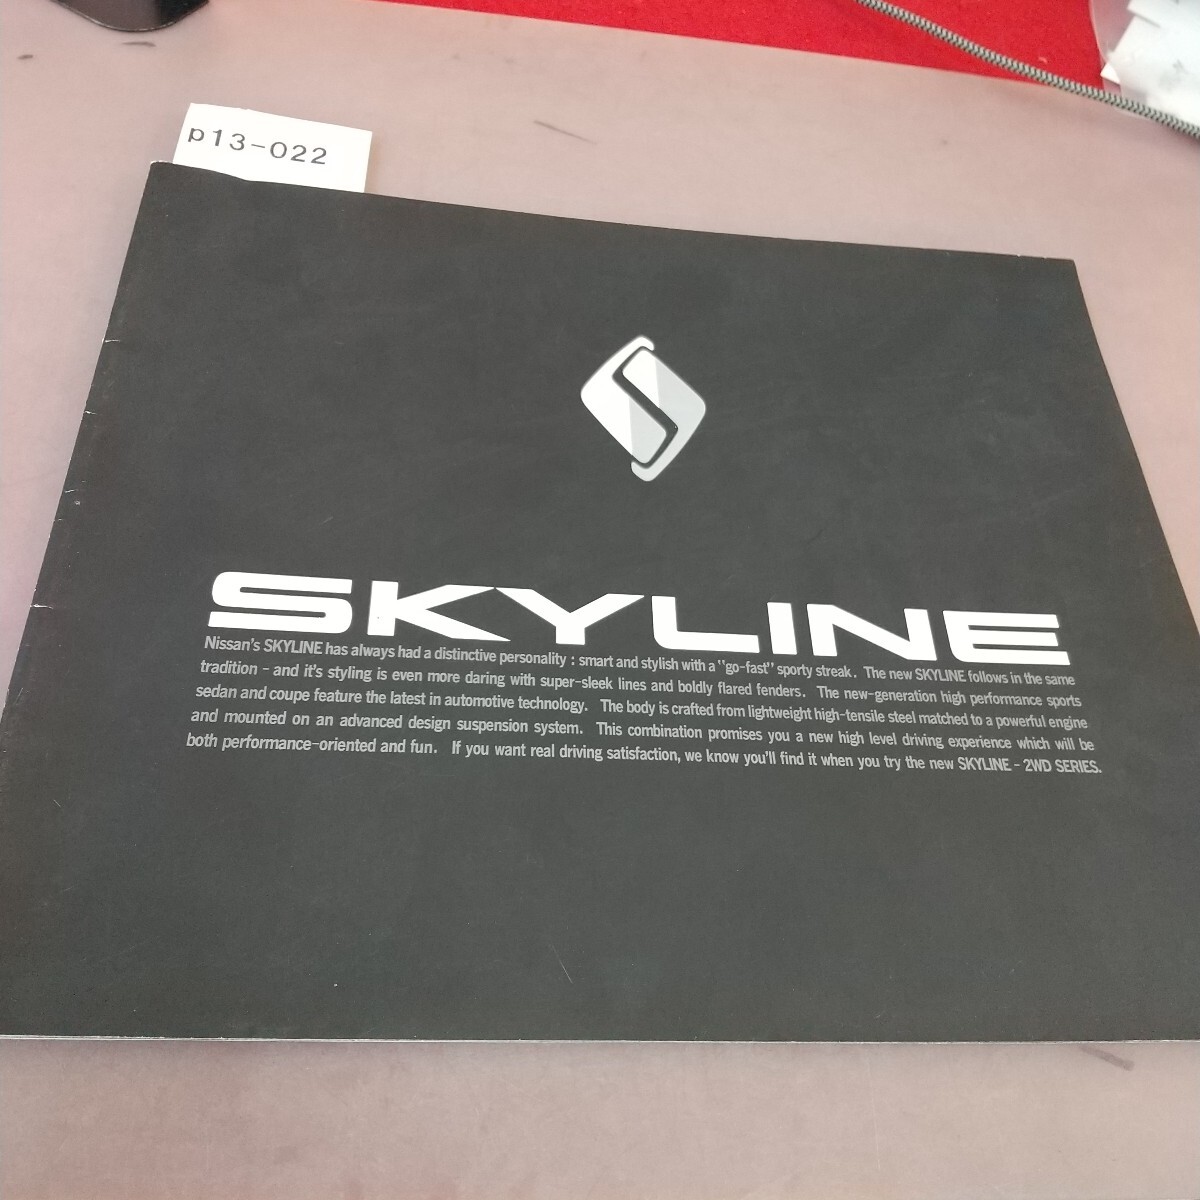 p13-022
SKYLINE
Nissan's SKYLINE has always had a distinctive personality : smart and stylish with a "go-fast" sporty streak. The new SKYLINE follows in the same
tradition - and it's styling is even more daring with super-sleek lines and boldly flared fenders. The new-generation high performance sports
sedan and coupe feature the latest in automotive technology. The body is crafted from lightweight high-tensile steel matched to a powerful engine
and mounted on an advanced design suspension system. This combination promises you a new high level driving experience which will be
both performance-oriented and fun. If you want real driving satisfaction, we know you'll find it when you try the new SKYLINE - 2WD SERIES.